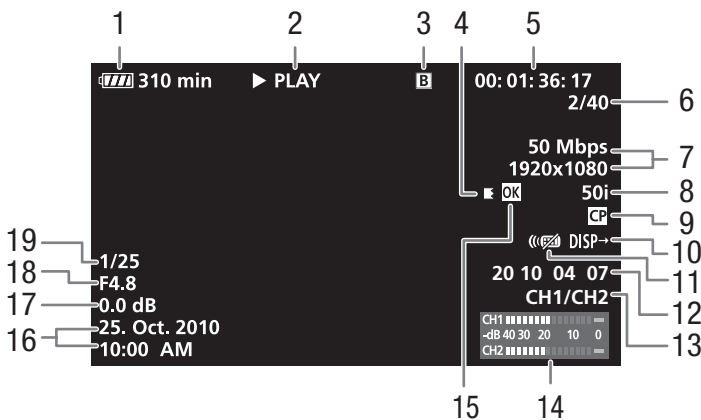 1 2 3 4 5
310 min ▶ PLAY B 00: 01: 36: 17
2/40 6
50 Mbps
1920x1080 7
OK 50i 8
CP 9
DISP→ 10
11
19 1/25 20 10 04 07 12
18 F4.8 CH1/CH2 13
17 0.0 dB
16 25. Oct. 2010
10:00 AM
CH1
-dB 40 30 20 10 0
CH2
15 14